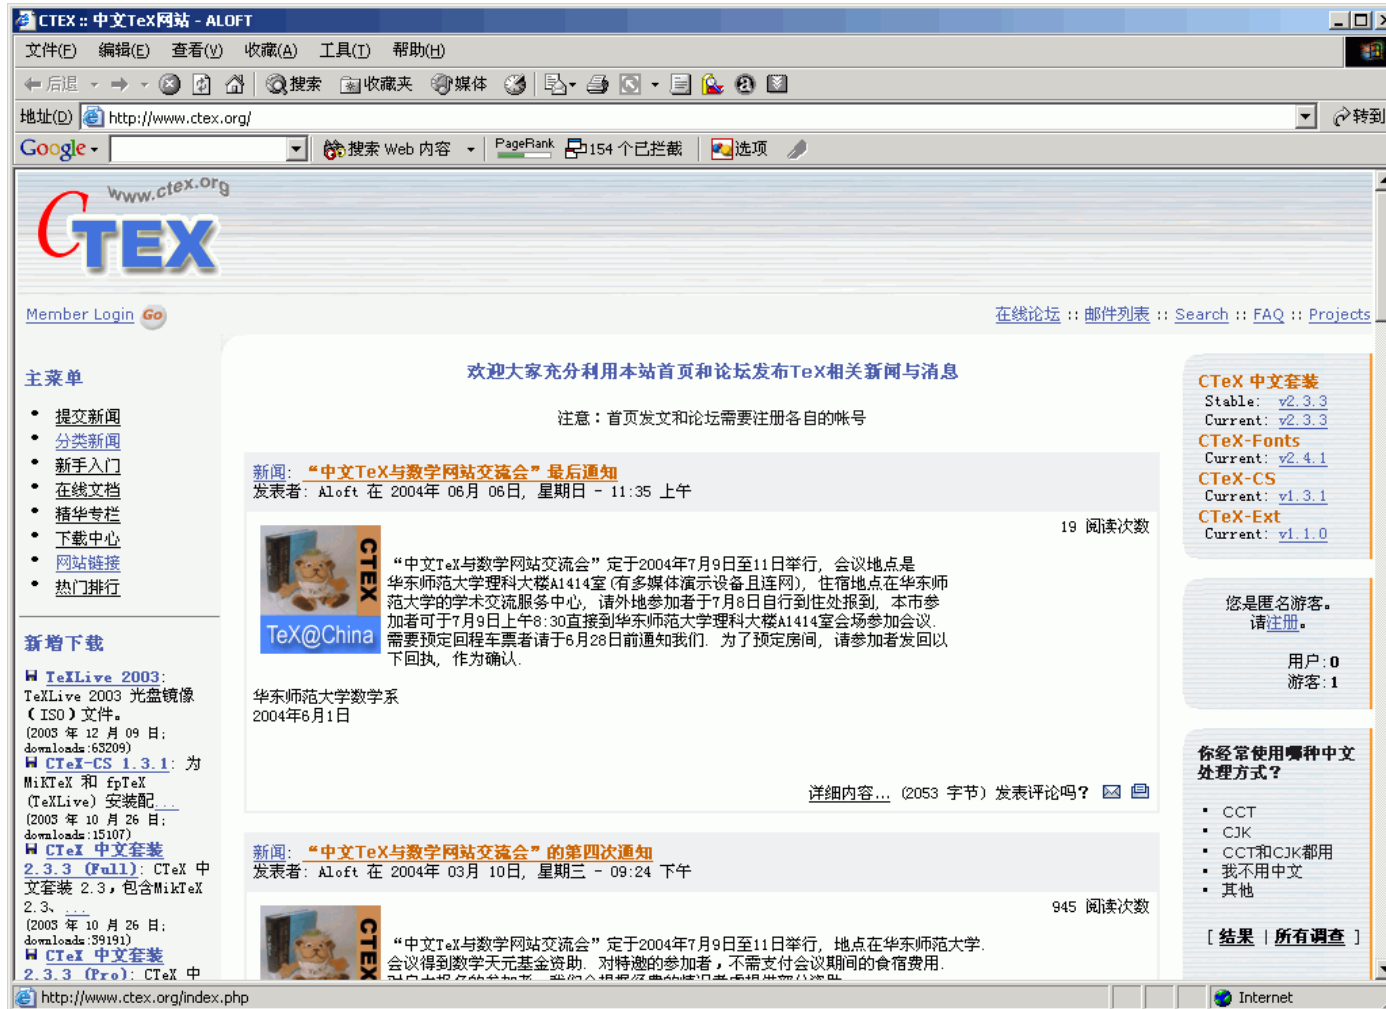 CTEX :: 中文TeX网站 - ALOFT
文件(F) 编辑(E) 查看(V) 收藏(A) 工具(T) 帮助(H)
后退 搜索 收藏夹 媒体
地址(D) http://www.ctex.org/ 转到
Google 搜索 Web 内容 PageRank 154 个已拦截 选项
www.ctex.org
CTEX
Member Login Go
在线论坛 :: 邮件列表 :: Search :: FAQ :: Projects
主菜单
• 提交新闻
• 分类新闻
• 新手入门
• 在线文档
• 精华专栏
• 下载中心
• 网站链接
• 热门排行
新增下载
TeXLive 2003:
TeXLive 2003 光盘镜像
(ISO)文件。
(2003 年 12 月 09 日;
downloads:63209)
CTeX-CS 1.3.1: 为
MiKTeX 和 fpTeX
(TeXLive) 安装配...
(2003 年 10 月 26 日;
downloads:15107)
CTeX 中文套装
2.3.3 (Full): CTeX 中
文套装 2.3，包含MikTeX
2.3、...
(2003 年 10 月 26 日;
downloads:39191)
CTeX 中文套装
2.3.3 (Pro): CTeX 中
欢迎大家充分利用本站首页和论坛发布TeX相关新闻与消息
注意：首页发文和论坛需要注册各自的帐号
新闻: “中文TeX与数学网站交流会”最后通知
发表者: Aloft 在 2004年 06月 06日, 星期日 - 11:35 上午
19 阅读次数
CTEX
TeX@China
“中文TeX与数学网站交流会”定于2004年7月9日至11日举行, 会议地点是
华东师范大学理科大楼A1414室(有多媒体演示设备且连网), 住宿地点在华东师
范大学的学术交流服务中心, 请外地参加者于7月8日自行到住处报到, 本市参
加者可于7月9日上午8:30直接到华东师范大学理科大楼A1414室会场参加会议.
需要预定回程车票者请于6月28日前通知我们. 为了预定房间, 请参加者发回以
下回执, 作为确认.
华东师范大学数学系
2004年6月1日
详细内容... (2053 字节) 发表评论吗?
新闻: “中文TeX与数学网站交流会”的第四次通知
发表者: Aloft 在 2004年 03月 10日, 星期三 - 09:24 下午
945 阅读次数
CTEX
“中文TeX与数学网站交流会”定于2004年7月9日至11日举行, 地点在华东师范大学.
会议得到数学天元基金资助. 对特邀的参加者，不需支付会议期间的食宿费用.
CTeX 中文套装
Stable: v2.3.3
Current: v2.3.3
CTeX-Fonts
Current: v2.4.1
CTeX-CS
Current: v1.3.1
CTeX-Ext
Current: v1.1.0
您是匿名游客。
请注册。
用户:0
游客:1
你经常使用哪种中文
处理方式?
▪ CCT
▪ CJK
▪ CCT和CJK都用
▪ 我不用中文
▪ 其他
[ 结果 | 所有调查 ]
http://www.ctex.org/index.php
Internet